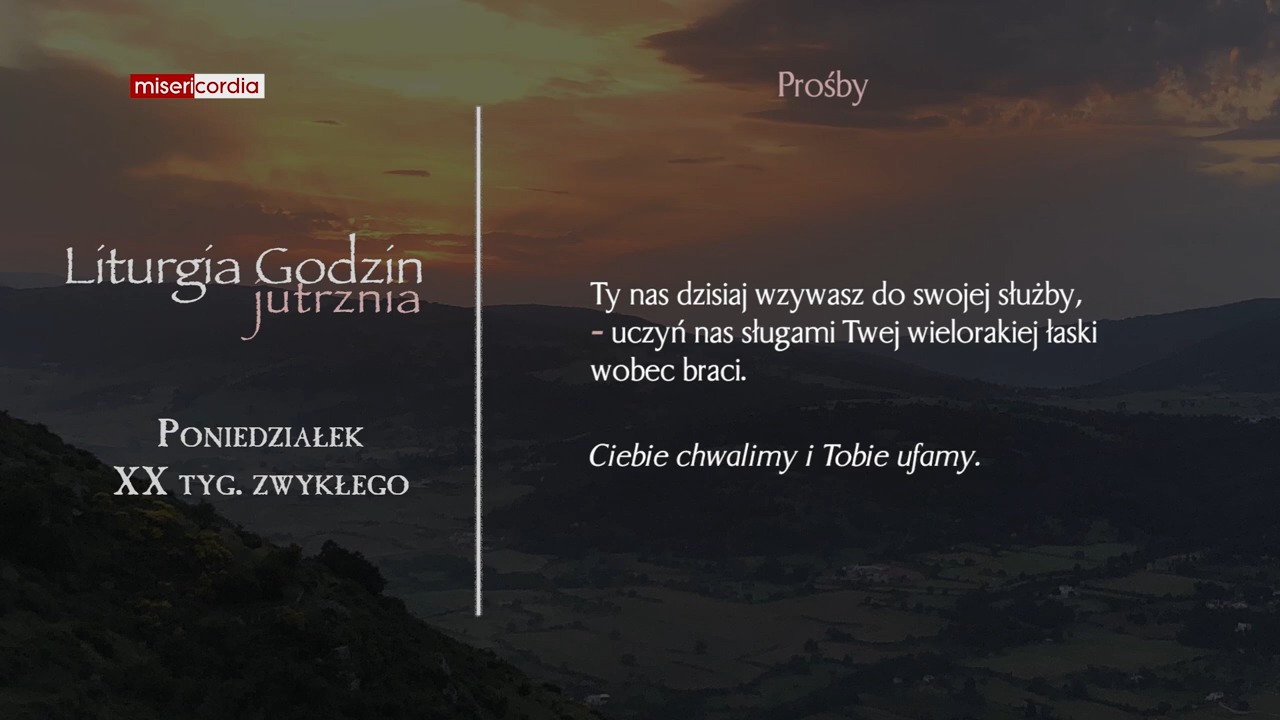 misericordia
Liturgia Godzin
jutrznia
Poniedziałek
XX tyg. zwykłego
Prośby
Ty nas dzisiaj wzywasz do swojej służby,
- uczyń nas sługami Twej wielorakiej łaski
wobec braci.
Ciebie chwalimy i Tobie ufamy.